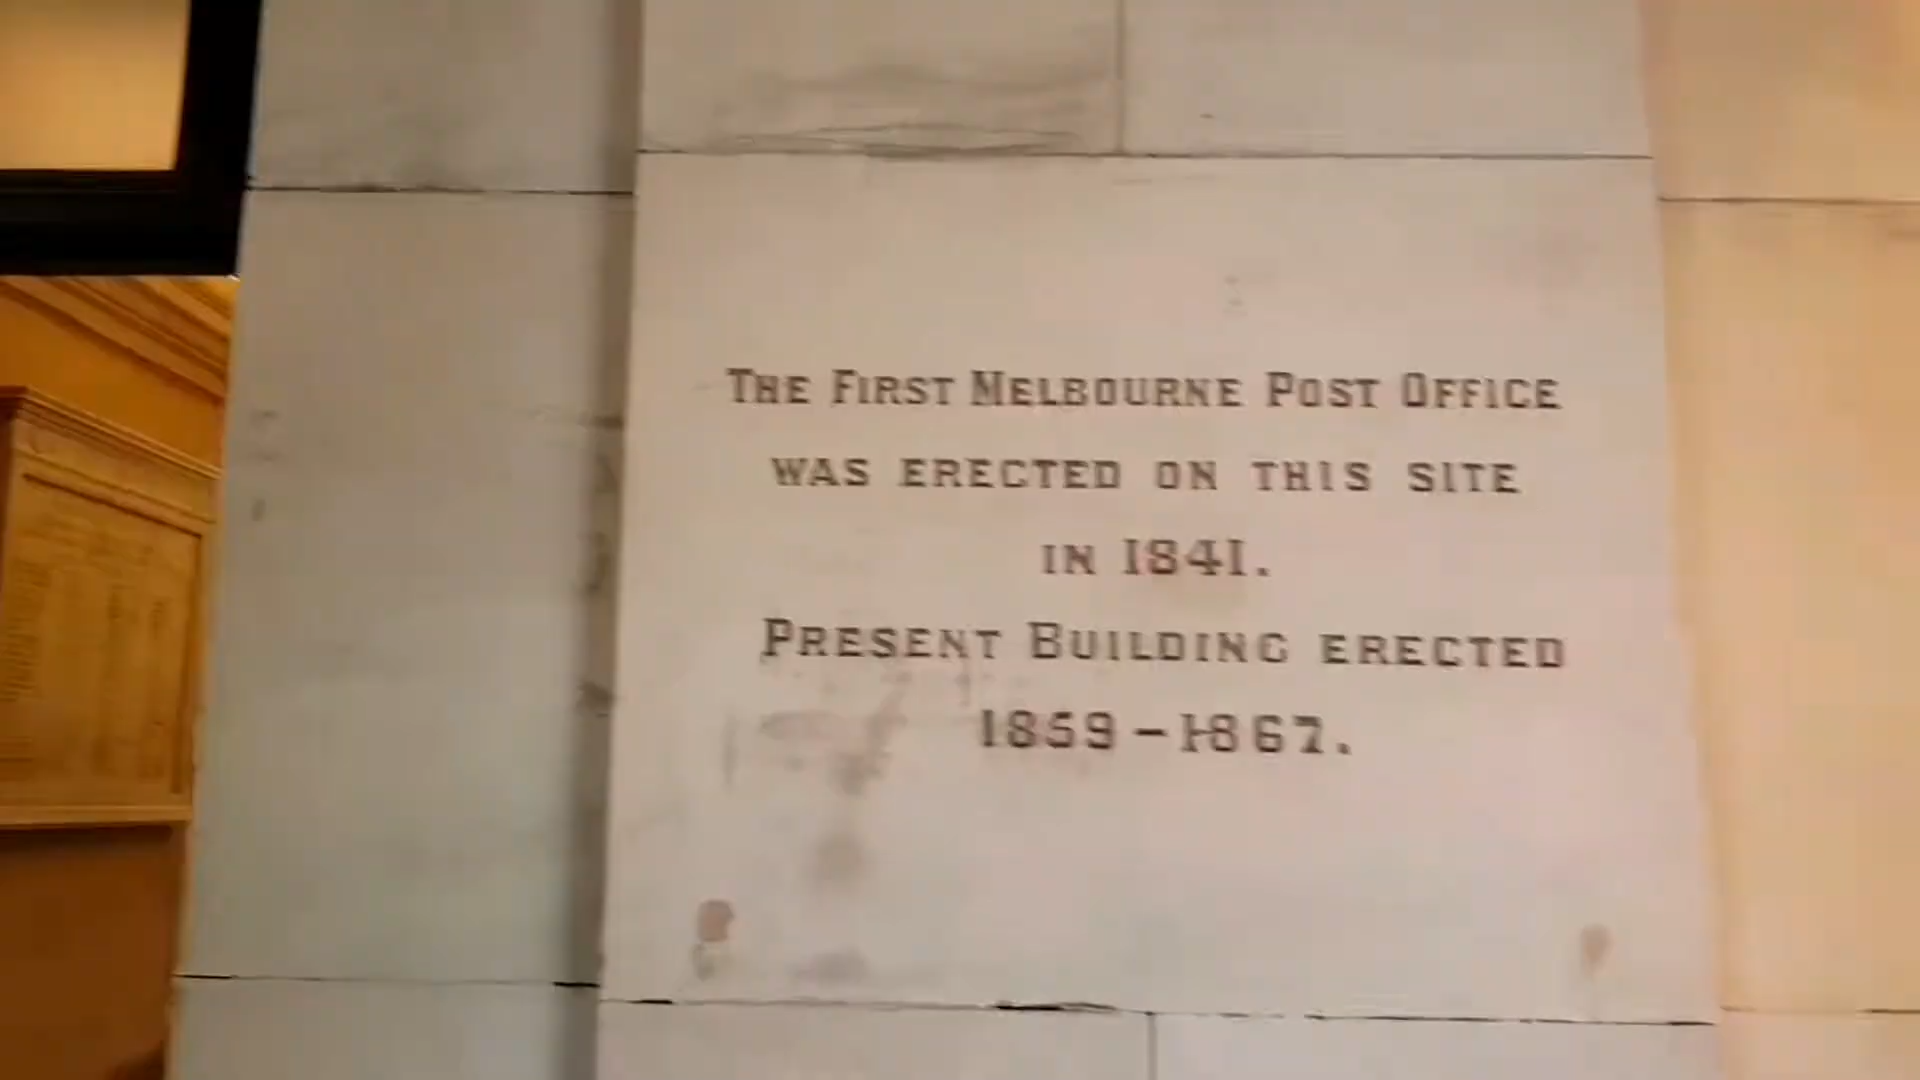 THE FIRST MELBOURNE POST OFFICE
WAS ERECTED ON THIS SITE
IN 1841.
PRESENT BUILDING ERECTED
1859-1867.